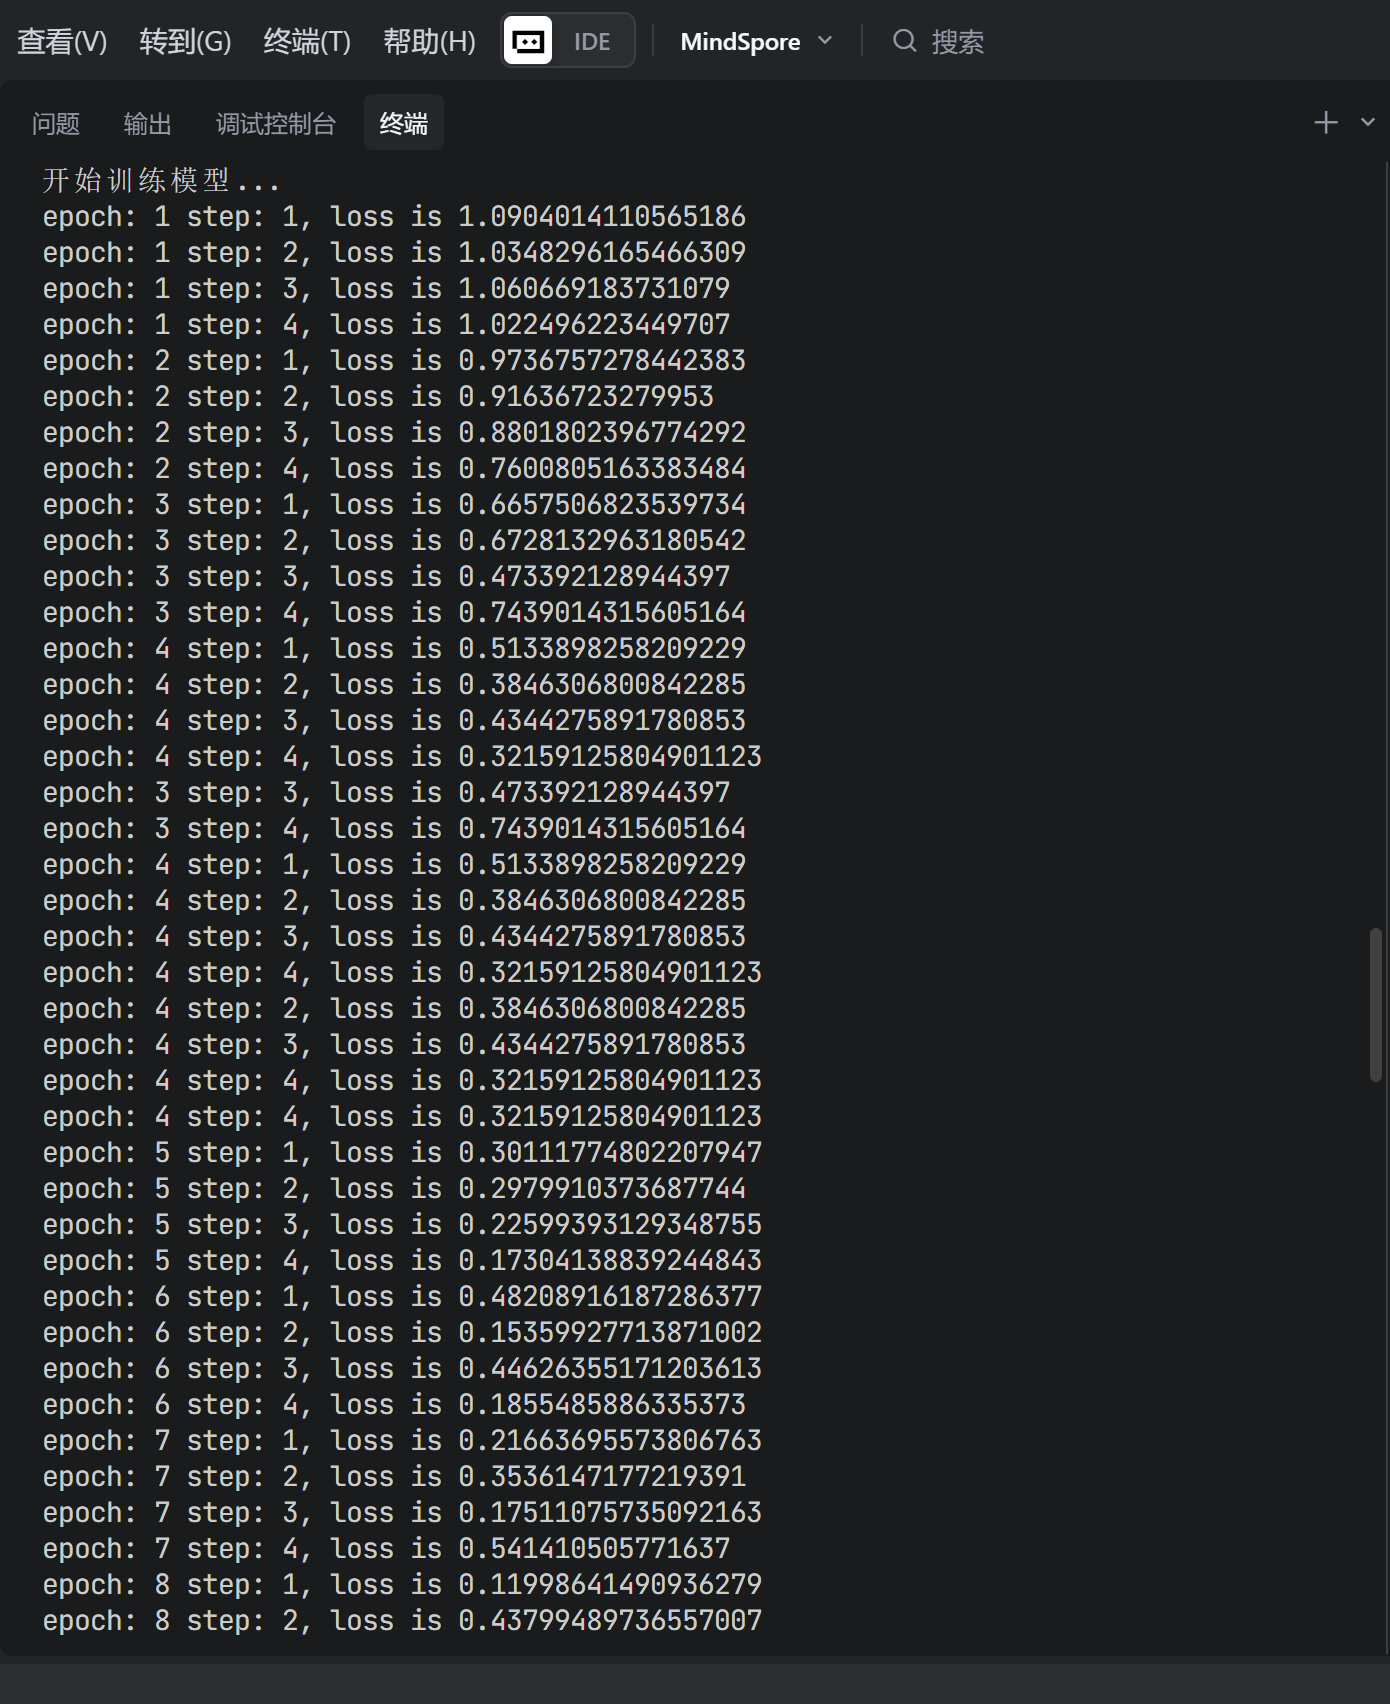 查看(V) 转到(G) 终端(T) 帮助(H) IDE MindSpore 搜索
问题 输出 调试控制台 终端
开始训练模型...
epoch: 1 step: 1, loss is 1.0904014110565186
epoch: 1 step: 2, loss is 1.0348296165466309
epoch: 1 step: 3, loss is 1.060669183731079
epoch: 1 step: 4, loss is 1.022496223449707
epoch: 2 step: 1, loss is 0.9736757278442383
epoch: 2 step: 2, loss is 0.91636723279953
epoch: 2 step: 3, loss is 0.8801802396774292
epoch: 2 step: 4, loss is 0.7600805163383484
epoch: 3 step: 1, loss is 0.6657506823539734
epoch: 3 step: 2, loss is 0.6728132963180542
epoch: 3 step: 3, loss is 0.473392128944397
epoch: 3 step: 4, loss is 0.7439014315605164
epoch: 4 step: 1, loss is 0.5133898258209229
epoch: 4 step: 2, loss is 0.3846306800842285
epoch: 4 step: 3, loss is 0.4344275891780853
epoch: 4 step: 4, loss is 0.32159125804901123
epoch: 3 step: 3, loss is 0.473392128944397
epoch: 3 step: 4, loss is 0.7439014315605164
epoch: 4 step: 1, loss is 0.5133898258209229
epoch: 4 step: 2, loss is 0.3846306800842285
epoch: 4 step: 3, loss is 0.4344275891780853
epoch: 4 step: 4, loss is 0.32159125804901123
epoch: 4 step: 2, loss is 0.3846306800842285
epoch: 4 step: 3, loss is 0.4344275891780853
epoch: 4 step: 4, loss is 0.32159125804901123
epoch: 4 step: 4, loss is 0.32159125804901123
epoch: 5 step: 1, loss is 0.30111774802207947
epoch: 5 step: 2, loss is 0.2979910373687744
epoch: 5 step: 3, loss is 0.22599393129348755
epoch: 5 step: 4, loss is 0.17304138839244843
epoch: 6 step: 1, loss is 0.48208916187286377
epoch: 6 step: 2, loss is 0.15359927713871002
epoch: 6 step: 3, loss is 0.44626355171203613
epoch: 6 step: 4, loss is 0.1855485886335373
epoch: 7 step: 1, loss is 0.21663695573806763
epoch: 7 step: 2, loss is 0.3536147177219391
epoch: 7 step: 3, loss is 0.17511075735092163
epoch: 7 step: 4, loss is 0.541410505771637
epoch: 8 step: 1, loss is 0.11998641490936279
epoch: 8 step: 2, loss is 0.43799489736557007